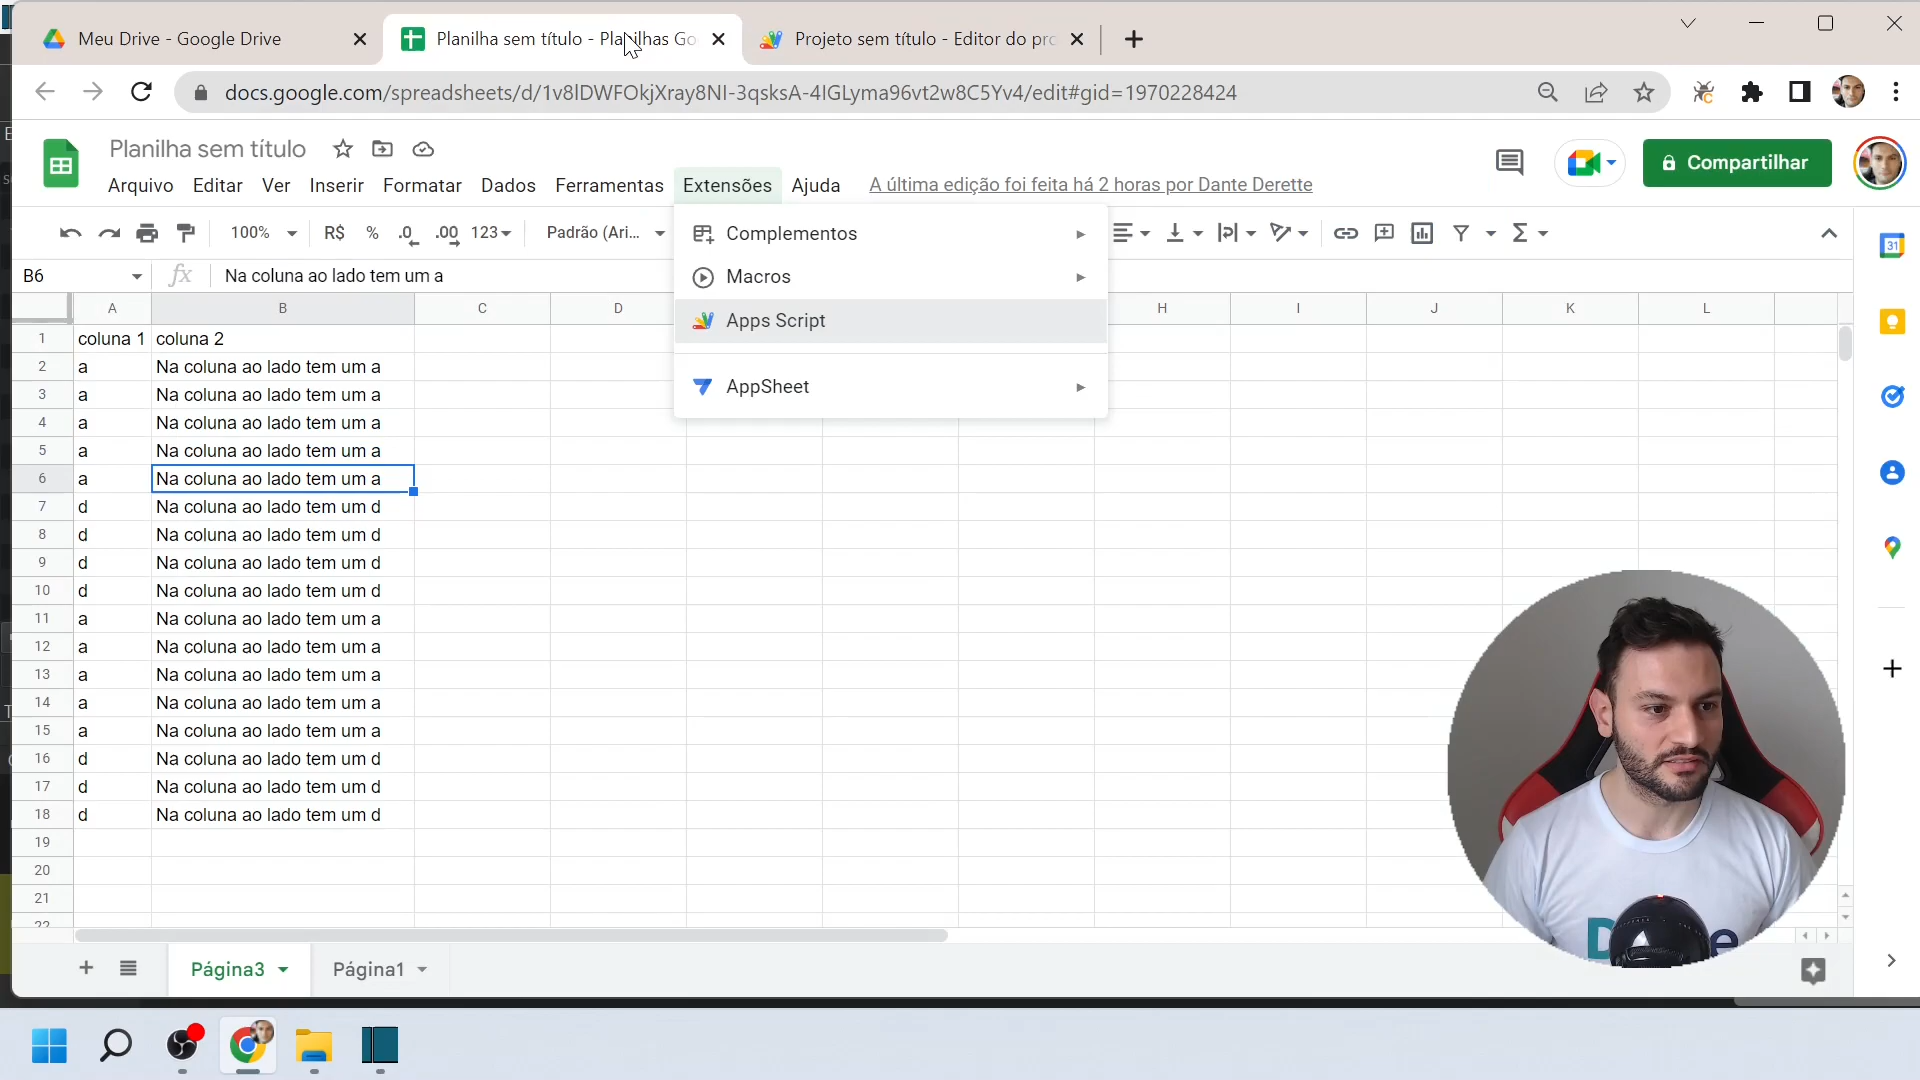 Meu Drive - Google Drive
Planilha sem título - Planilhas Go
Projeto sem título - Editor do pro
docs.google.com/spreadsheets/d/1v8lDWFOkjXray8NI-3qsksA-4IGLyma96vt2w8C5Yv4/edit#gid=1970228424
Planilha sem título
Compartilhar
Arquivo Editar Ver Inserir Formatar Dados Ferramentas Extensões Ajuda A última edição foi feita há 2 horas por Dante Derette
100% R$ % .0 .00 123 Padrão (Ari...
Complementos
Macros
Apps Script
AppSheet
31
B6 fx Na coluna ao lado tem um a
A B C D H I J K L
1 coluna 1 coluna 2
2 a Na coluna ao lado tem um a
3 a Na coluna ao lado tem um a
4 a Na coluna ao lado tem um a
5 a Na coluna ao lado tem um a
6 a Na coluna ao lado tem um a
7 d Na coluna ao lado tem um d
8 d Na coluna ao lado tem um d
9 d Na coluna ao lado tem um d
10 d Na coluna ao lado tem um d
11 a Na coluna ao lado tem um a
12 a Na coluna ao lado tem um a
13 a Na coluna ao lado tem um a
14 a Na coluna ao lado tem um a
15 a Na coluna ao lado tem um a
16 d Na coluna ao lado tem um d
17 d Na coluna ao lado tem um d
18 d Na coluna ao lado tem um d
19
20
21
22
Página3 Página1